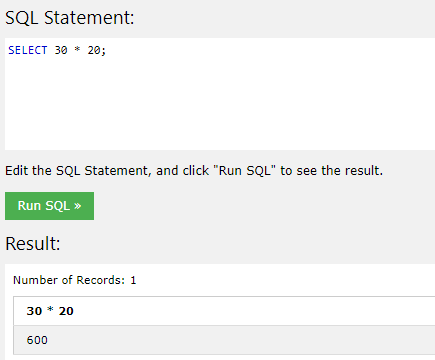 SQL Statement:
SELECT 30 * 20;
Edit the SQL Statement, and click "Run SQL" to see the result.
Run SQL »
Result:
Number of Records: 1
30 * 20
600